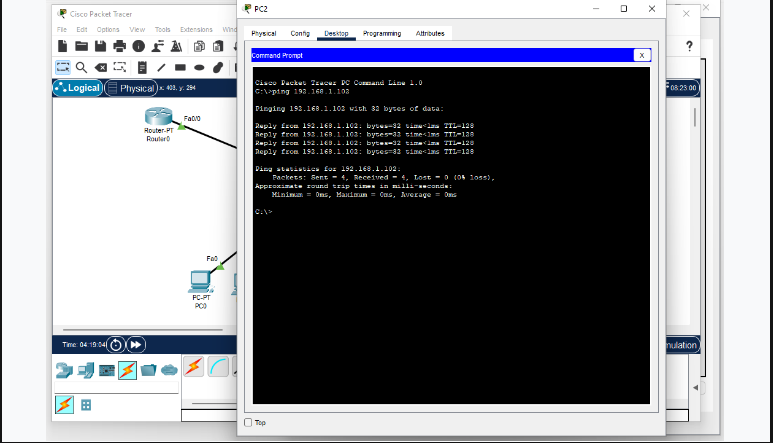 Cisco Packet Tracer
File Edit Options View Tools Extensions Wind
?
Logical Physical x: 403, y: 294
08:23:00
Fa0/0
Router-PT
Router0
Fa0
PC-PT
PC0
Time: 04:19:04
nulation
PC2
Physical Config Desktop Programming Attributes
Command Prompt
X
Cisco Packet Tracer PC Command Line 1.0
C:\>ping 192.168.1.102
Pinging 192.168.1.102 with 32 bytes of data:
Reply from 192.168.1.102: bytes=32 time<1ms TTL=128
Reply from 192.168.1.102: bytes=32 time<1ms TTL=128
Reply from 192.168.1.102: bytes=32 time<1ms TTL=128
Reply from 192.168.1.102: bytes=32 time<1ms TTL=128
Ping statistics for 192.168.1.102:
Packets: Sent = 4, Received = 4, Lost = 0 (0% loss),
Approximate round trip times in milli-seconds:
Minimum = 0ms, Maximum = 0ms, Average = 0ms
C:\>
Top